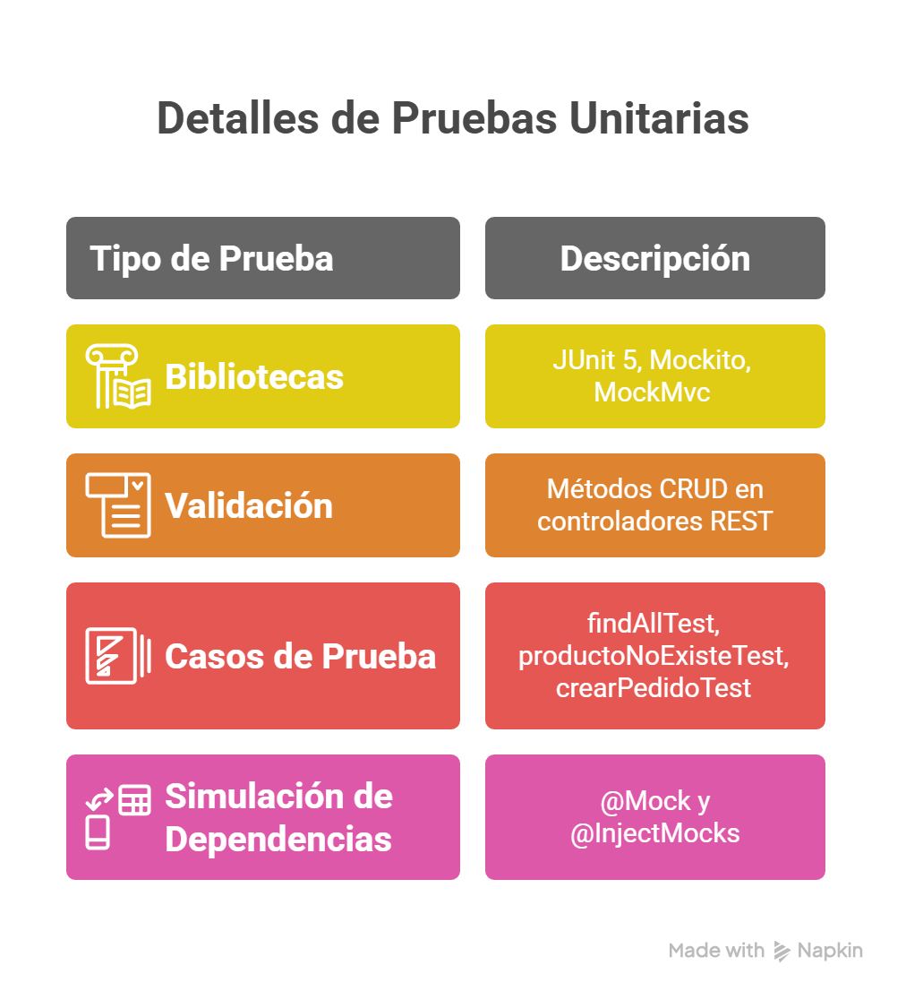 Detalles de Pruebas Unitarias
Tipo de Prueba
Descripción
Bibliotecas
JUnit 5, Mockito,
MockMvc
Validación
Métodos CRUD en
controladores REST
Casos de Prueba
findAllTest,
productoNoExisteTest,
crearPedidoTest
Simulación de
Dependencias
@Mock y
@InjectMocks
Made with Napkin